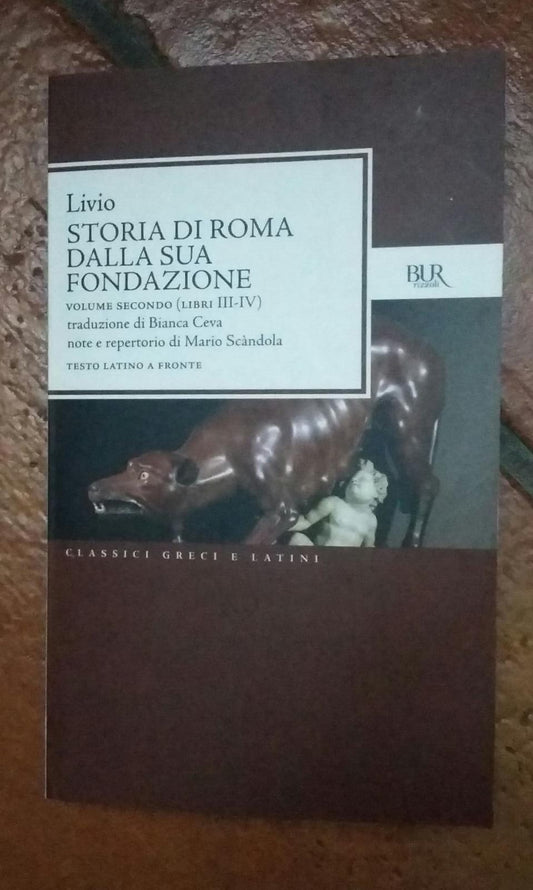 Livio
STORIA DI ROMA
DALLA SUA
FONDAZIONE
VOLUME SECONDO (LIBRI III-IV)
traduzione di Bianca Ceva
note e repertorio di Mario Scàndola
TESTO LATINO A FRONTE
BUR
rizzoli
CLASSICI GRECI E LATINI